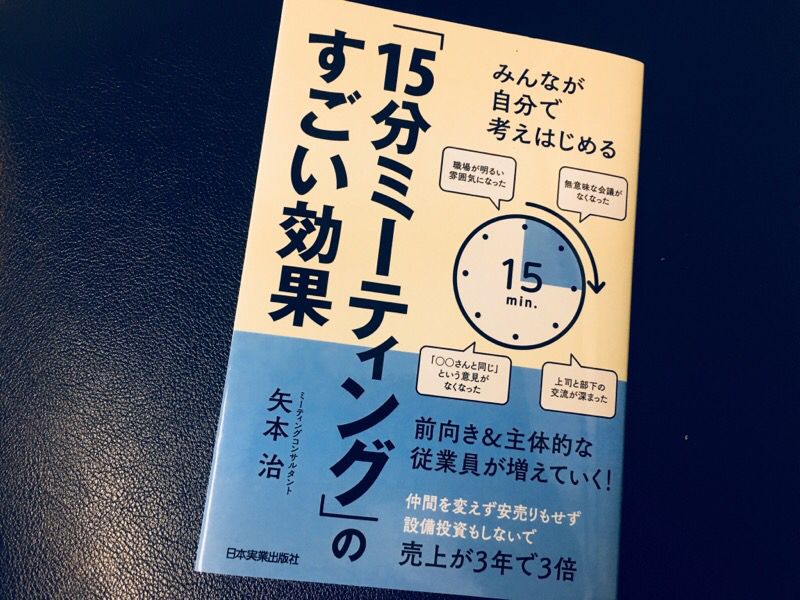 みんなが
自分で
考えはじめる
「15分ミーティング」の
すごい効果
職場が明るい
雰囲気になった
無意味な会議が
なくなった
15
min.
「〇〇さんと同じ」
という意見が
なくなった
上司と部下の
交流が深まった
前向き&主体的な
従業員が増えていく!
仲間を変えず安売りもせず
設備投資もしないで
売上が3年で3倍
ミーティングコンサルタント
矢本 治
日本実業出版社